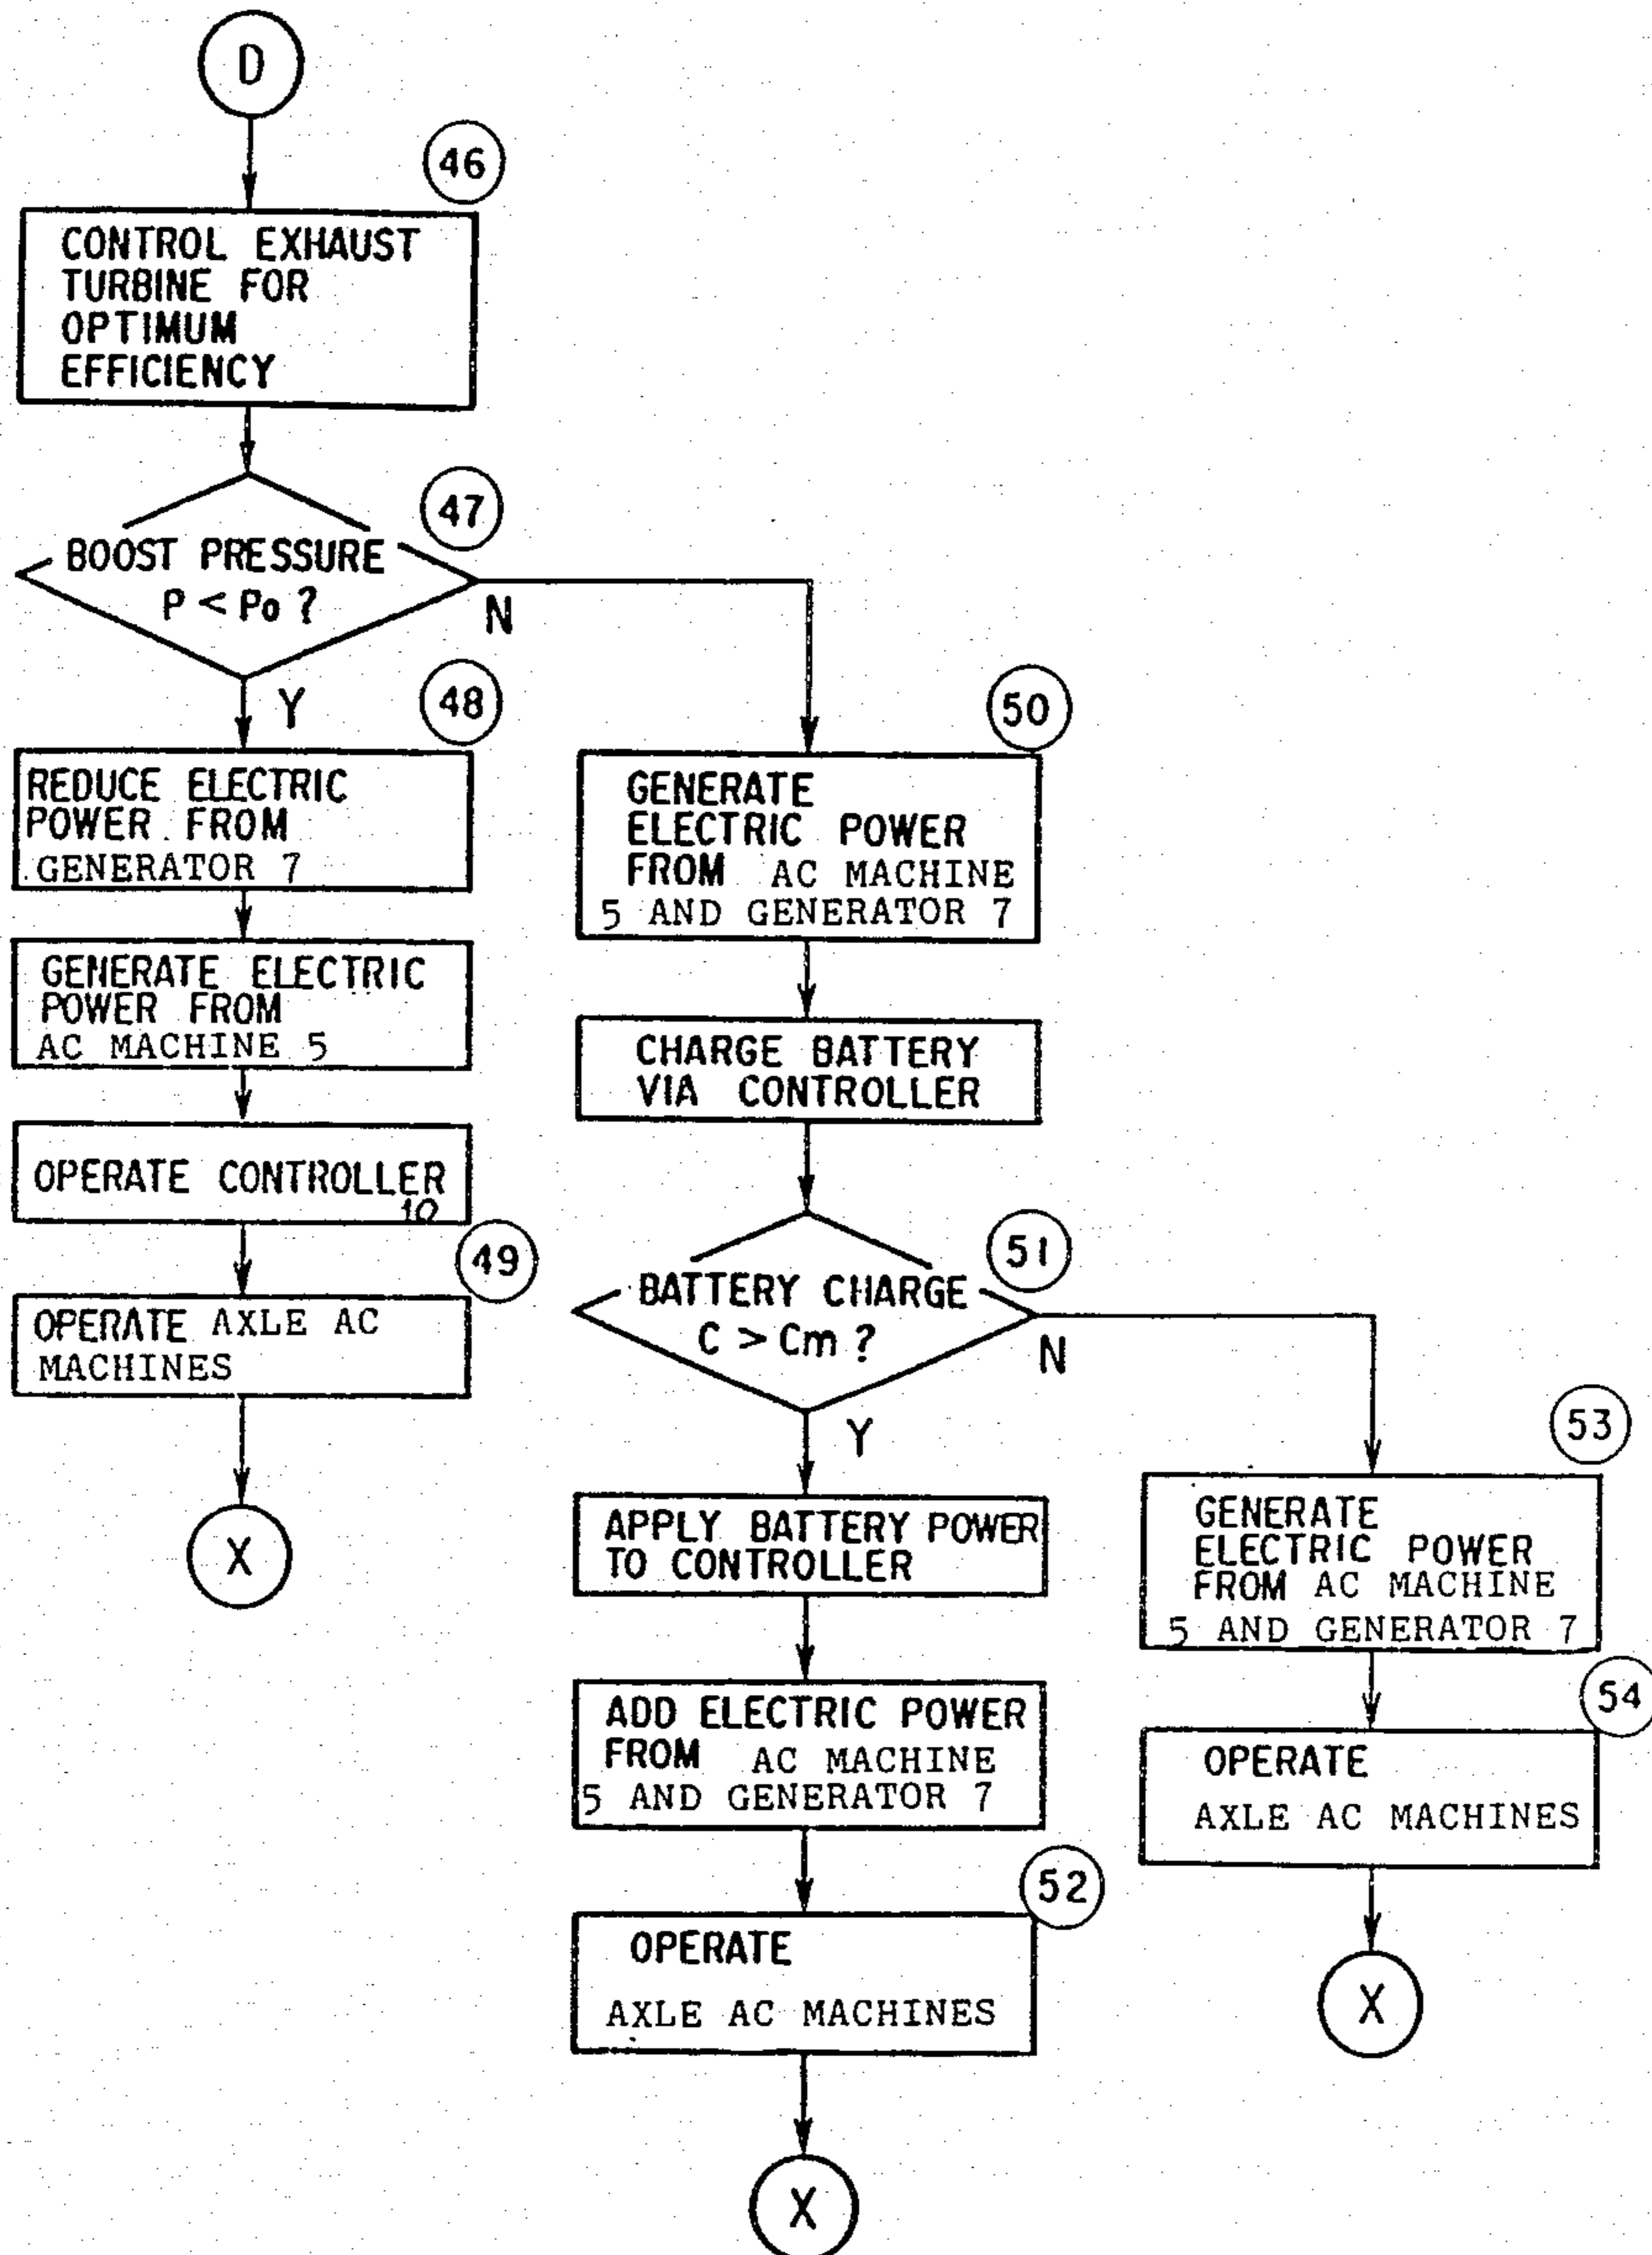 D
46
CONTROL EXHAUST
TURBINE FOR
OPTIMUM
EFFICIENCY
47
BOOST PRESSURE
P < Po ?
N
Y
48
REDUCE ELECTRIC
POWER FROM
GENERATOR 7
GENERATE ELECTRIC
POWER FROM
AC MACHINE 5
OPERATE CONTROLLER
10
49
OPERATE AXLE AC
MACHINES
X
50
GENERATE
ELECTRIC POWER
FROM AC MACHINE
5 AND GENERATOR 7
CHARGE BATTERY
VIA CONTROLLER
51
BATTERY CHARGE
C > Cm ?
N
Y
APPLY BATTERY POWER
TO CONTROLLER
ADD ELECTRIC POWER
FROM AC MACHINE
5 AND GENERATOR 7
52
OPERATE
AXLE AC MACHINES
X
53
GENERATE
ELECTRIC POWER
FROM AC MACHINE
5 AND GENERATOR 7
54
OPERATE
AXLE AC MACHINES
X